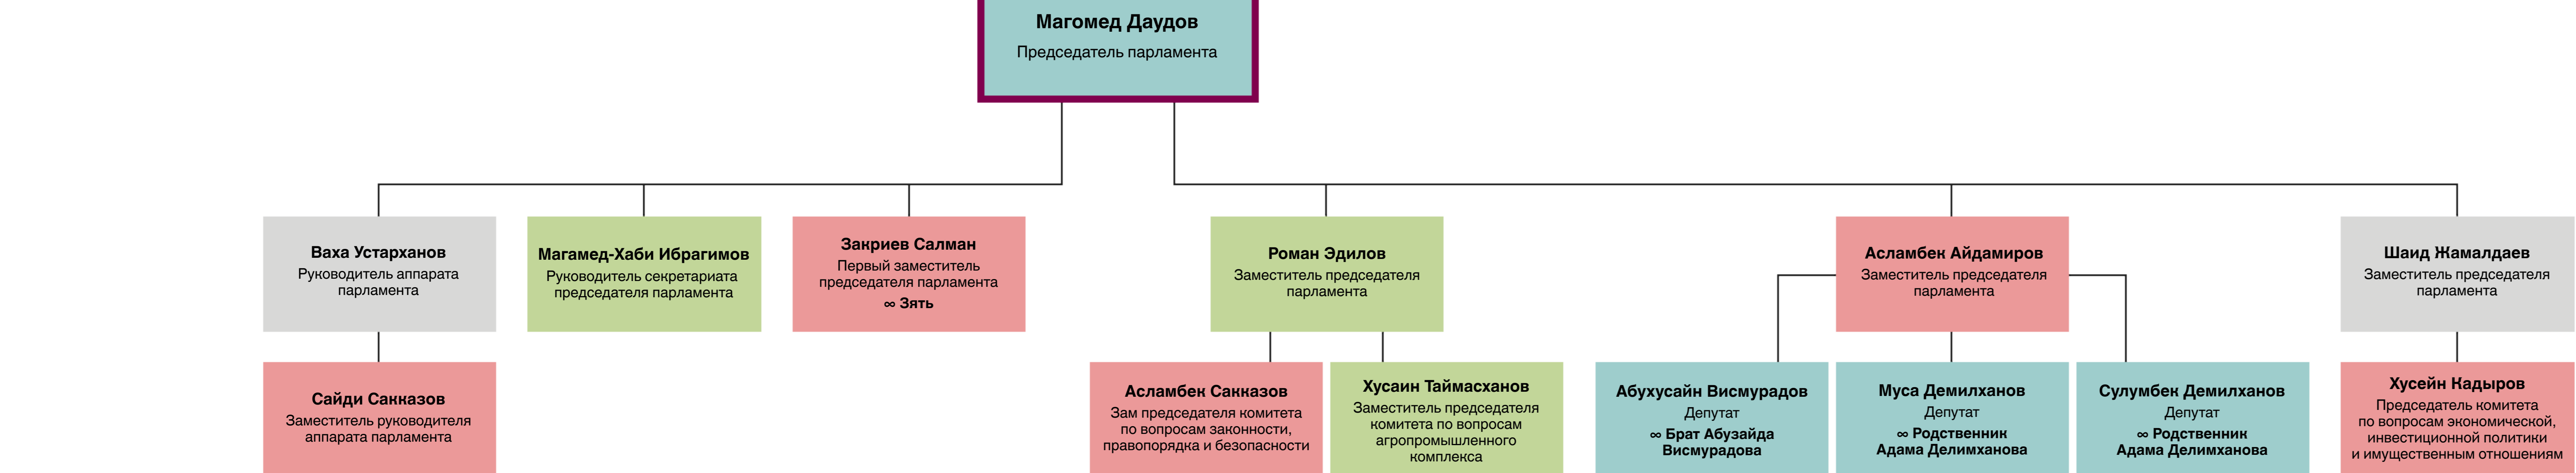 Магомед Даудов
Председатель парламента
Ваха Устарханов
Руководитель аппарата
парламента
Магамед-Хаби Ибрагимов
Руководитель секретариата
председателя парламента
Закриев Салман
Первый заместитель
председателя парламента
∞ Зять
Роман Эдилов
Заместитель председателя
парламента
Асламбек Айдамиров
Заместитель председателя
парламента
Шаид Жамалдаев
Заместитель председателя
парламента
Сайди Сакказов
Заместитель руководителя
аппарата парламента
Асламбек Сакказов
Зам председателя комитета
по вопросам законности,
правопорядка и безопасности
Хусаин Таймасханов
Заместитель председателя
комитета по вопросам
агропромышленного
комплекса
Абухусайн Висмурадов
Депутат
∞ Брат Абузайда
Висмурадова
Муса Демилханов
Депутат
∞ Родственник
Адама Делимханова
Сулумбек Демилханов
Депутат
∞ Родственник
Адама Делимханова
Хусейн Кадыров
Председатель комитета
по вопросам экономической,
инвестиционной политики
и имущественным отношениям